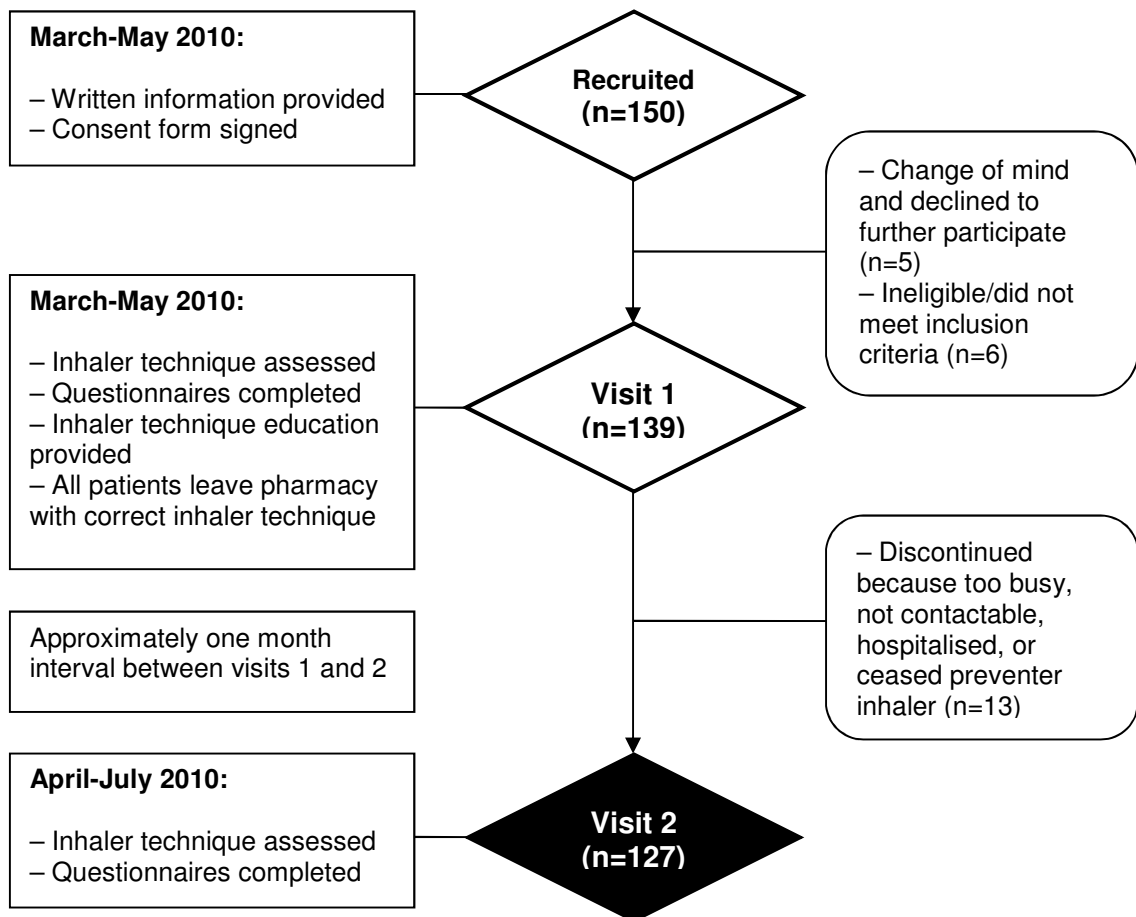 March-May 2010:
– Written information provided
– Consent form signed
Recruited
(n=150)
– Change of mind
and declined to
further participate
(n=5)
– Ineligible/did not
meet inclusion
criteria (n=6)
March-May 2010:
– Inhaler technique assessed
– Questionnaires completed
– Inhaler technique education
provided
– All patients leave pharmacy
with correct inhaler technique
Visit 1
(n=139)
– Discontinued
because too busy,
not contactable,
hospitalised, or
ceased preventer
inhaler (n=13)
Approximately one month
interval between visits 1 and 2
April-July 2010:
– Inhaler technique assessed
– Questionnaires completed
Visit 2
(n=127)